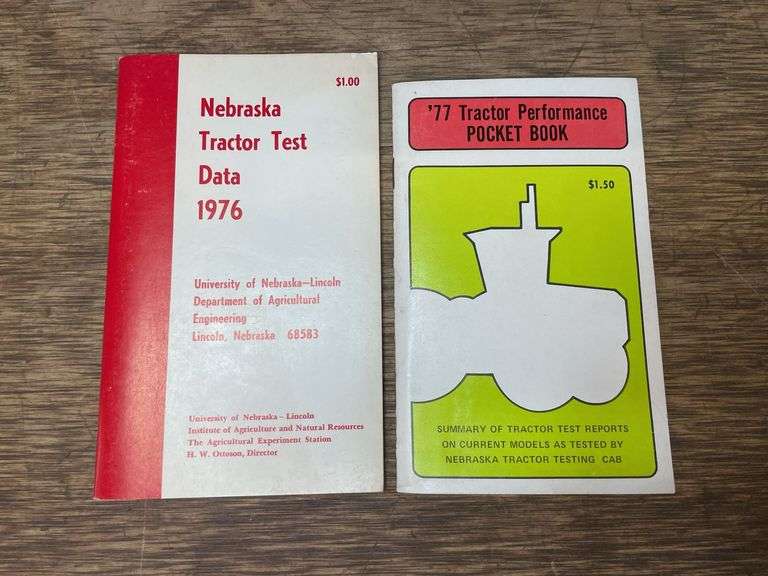 $1.00
Nebraska
Tractor Test
Data
1976
University of Nebraska—Lincoln
Department of Agricultural
Engineering
Lincoln, Nebraska 68583
University of Nebraska – Lincoln
Institute of Agriculture and Natural Resources
The Agricultural Experiment Station
H. W. Ottoson, Director
'77 Tractor Performance
POCKET BOOK
$1.50
SUMMARY OF TRACTOR TEST REPORTS
ON CURRENT MODELS AS TESTED BY
NEBRASKA TRACTOR TESTING CAB